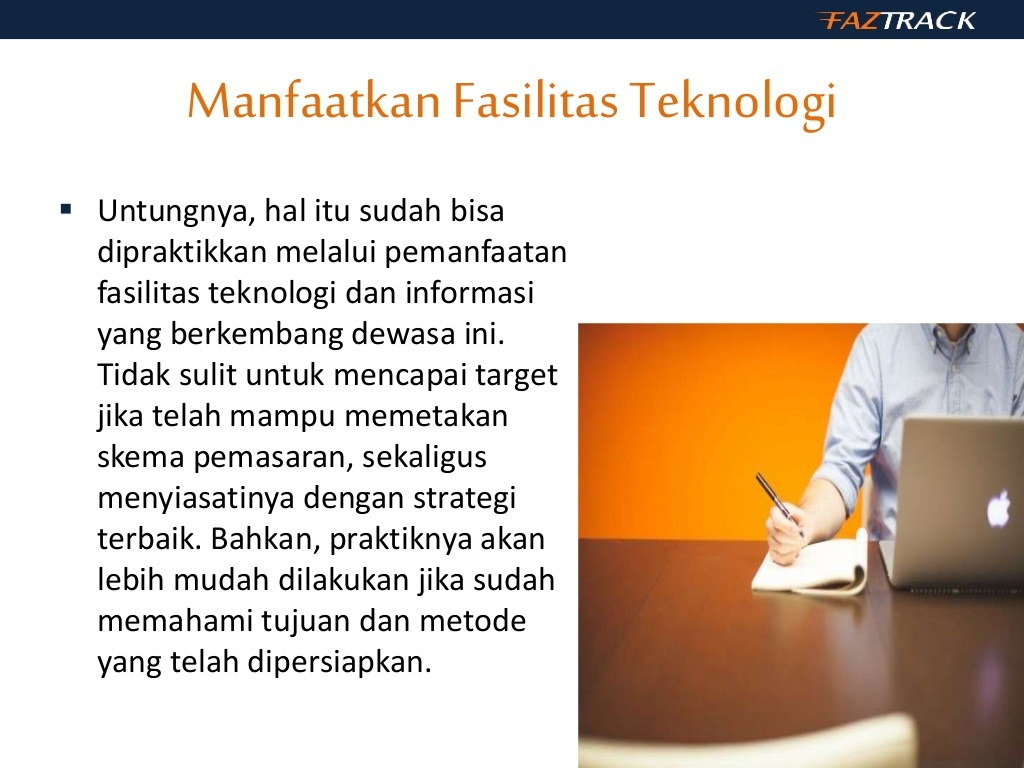 FAZTRACK
Manfaatkan Fasilitas Teknologi
▪ Untungnya, hal itu sudah bisa
dipraktikkan melalui pemanfaatan
fasilitas teknologi dan informasi
yang berkembang dewasa ini.
Tidak sulit untuk mencapai target
jika telah mampu memetakan
skema pemasaran, sekaligus
menyiasatinya dengan strategi
terbaik. Bahkan, praktiknya akan
lebih mudah dilakukan jika sudah
memahami tujuan dan metode
yang telah dipersiapkan.